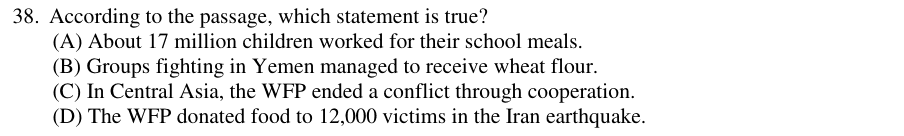 38. According to the passage, which statement is true?
(A) About 17 million children worked for their school meals.
(B) Groups fighting in Yemen managed to receive wheat flour.
(C) In Central Asia, the WFP ended a conflict through cooperation.
(D) The WFP donated food to 12,000 victims in the Iran earthquake.